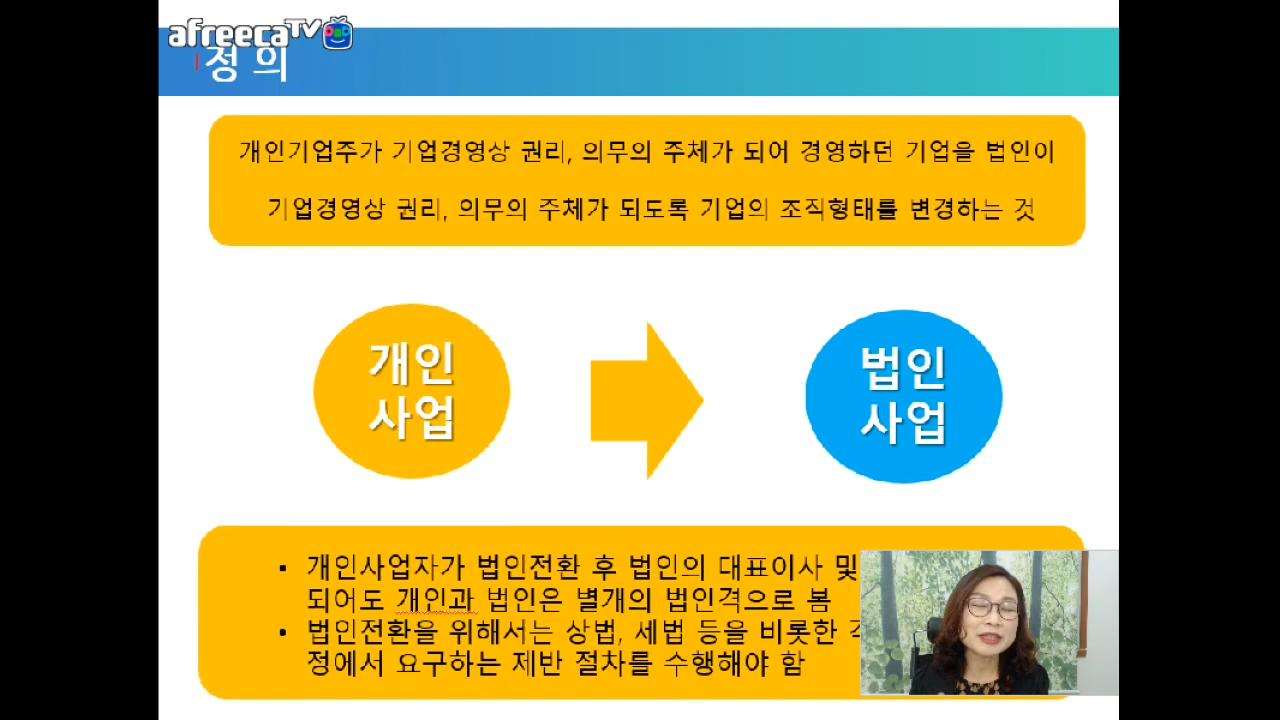 afreecaTV
정 의
개인기업주가 기업경영상 권리, 의무의 주체가 되어 경영하던 기업을 법인이
기업경영상 권리, 의무의 주체가 되도록 기업의 조직형태를 변경하는 것
개인
사업
법인
사업
▪ 개인사업자가 법인전환 후 법인의 대표이사 및
되어도 개인과 법인은 별개의 법인격으로 봄
• 법인전환을 위해서는 상법, 세법 등을 비롯한
정에서 요구하는 제반 절차를 수행해야 함